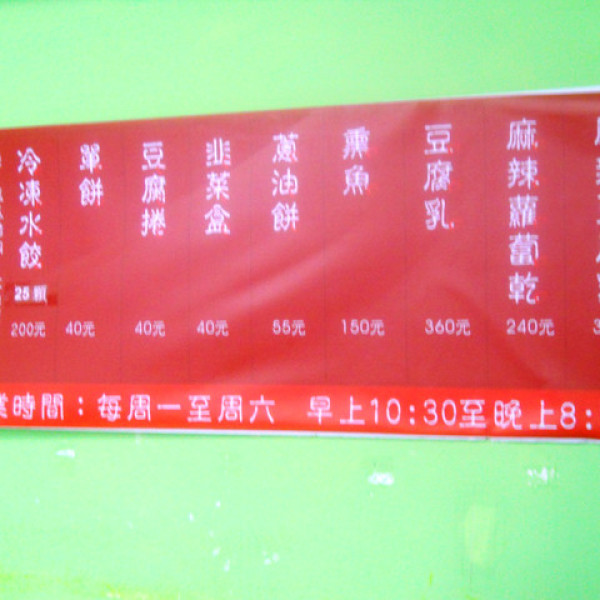 冷凍水餃
25顆
200元
單餅
40元
豆腐捲
40元
韭菜盒
40元
蔥油餅
55元
燻魚
150元
豆腐乳
360元
麻辣蘿蔔乾
240元
業時間：每周一至周六 早上10:30至晚上8: